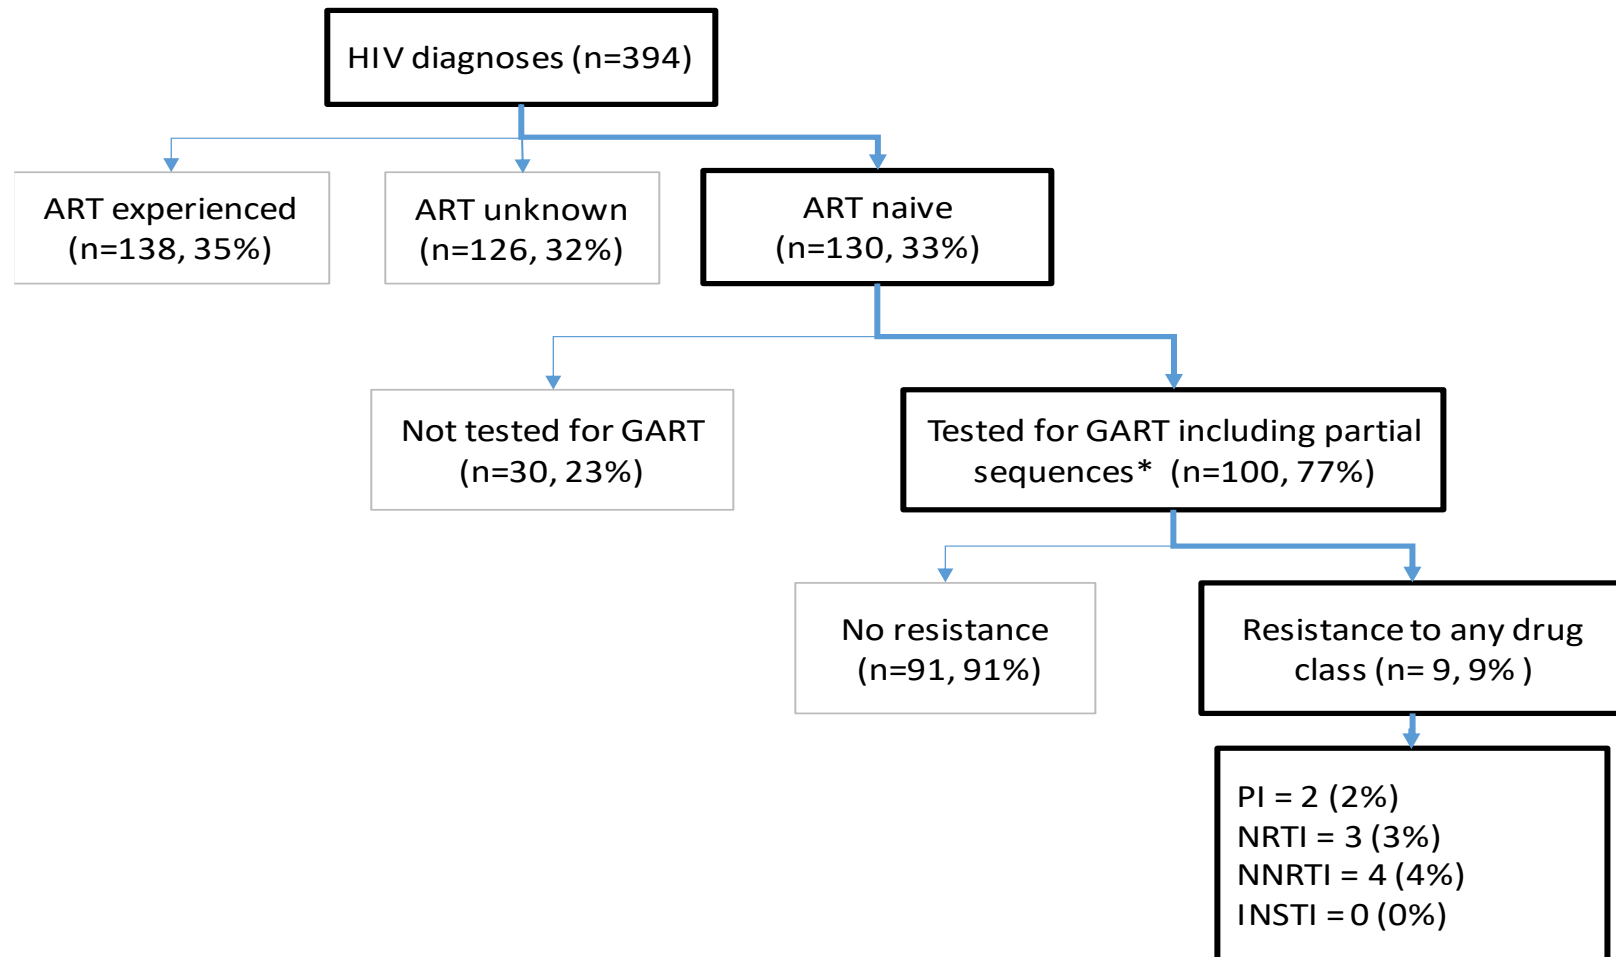 HIV diagnoses (n=394)
ART experienced
(n=138, 35%)
ART unknown
(n=126, 32%)
ART naive
(n=130, 33%)
Not tested for GART
(n=30, 23%)
Tested for GART including partial
sequences* (n=100, 77%)
No resistance
(n=91, 91%)
Resistance to any drug
class (n= 9, 9% )
PI = 2 (2%)
NRTI = 3 (3%)
NNRTI = 4 (4%)
INSTI = 0 (0%)